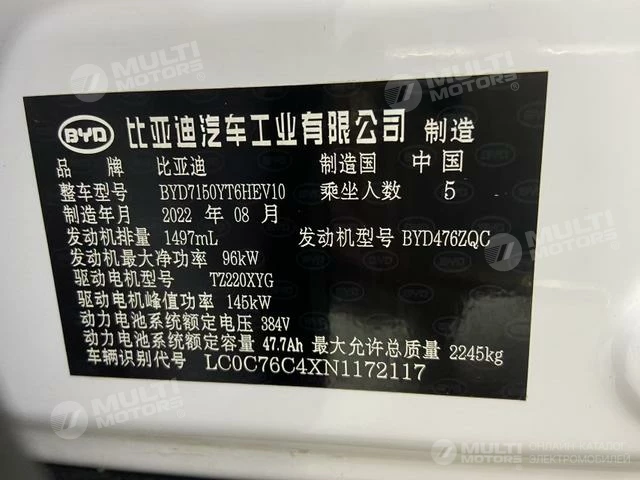 MULTI MOTORS
MULTI MOTORS
MULTI MOTORS
BYD 比亚迪汽车工业有限公司 制造
品牌 比亚迪 制造国 中国
整车型号 BYD7150YT6HEV10 乘坐人数 5
制造年月 2022 年 08 月
发动机排量 1497mL 发动机型号 BYD476ZQC
发动机最大净功率 96kW
驱动电机型号 TZ220XYG
驱动电机峰值功率 145kW
动力电池系统额定电压 384V
动力电池系统额定容量 47.7Ah 最大允许总质量 2245kg
车辆识别代号 LC0C76C4XN1172117
MULTI MOTORS
MULTI MOTORS
MULTI MOTORS ОНЛАЙН-КАТАЛОГ ЭЛЕКТРОМОБИЛЕЙ